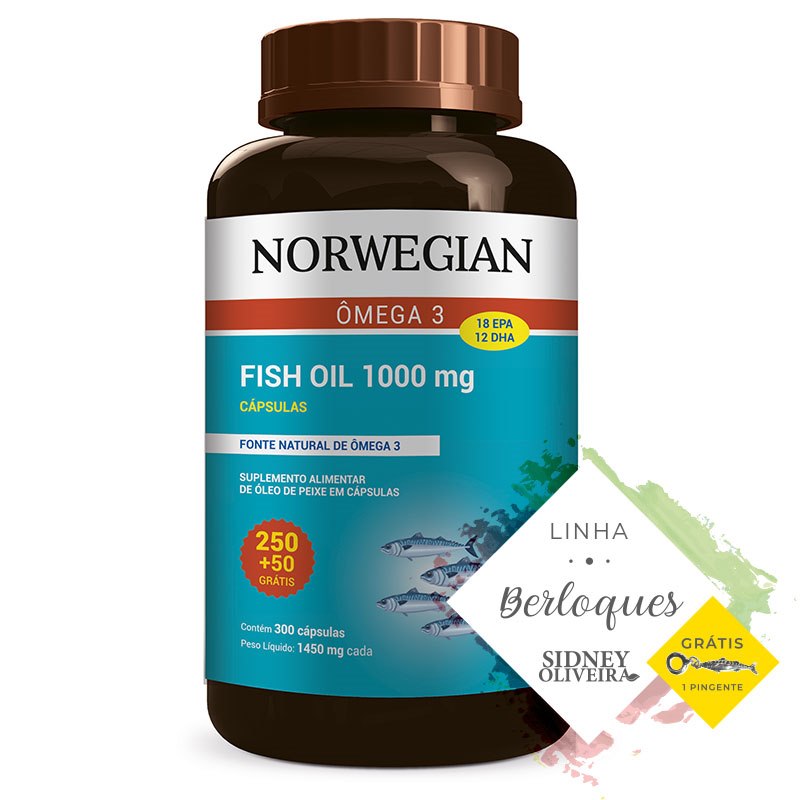 NORWEGIAN
ÔMEGA 3
18 EPA
12 DHA
FISH OIL 1000 mg
CÁPSULAS
FONTE NATURAL DE ÔMEGA 3
SUPLEMENTO ALIMENTAR
DE ÓLEO DE PEIXE EM CÁPSULAS
250
+50
GRÁTIS
Contém 300 cápsulas
Peso Líquido: 1450 mg cada
LINHA
Berloques
SIDNEY
OLIVEIRA
GRÁTIS
1 PINGENTE